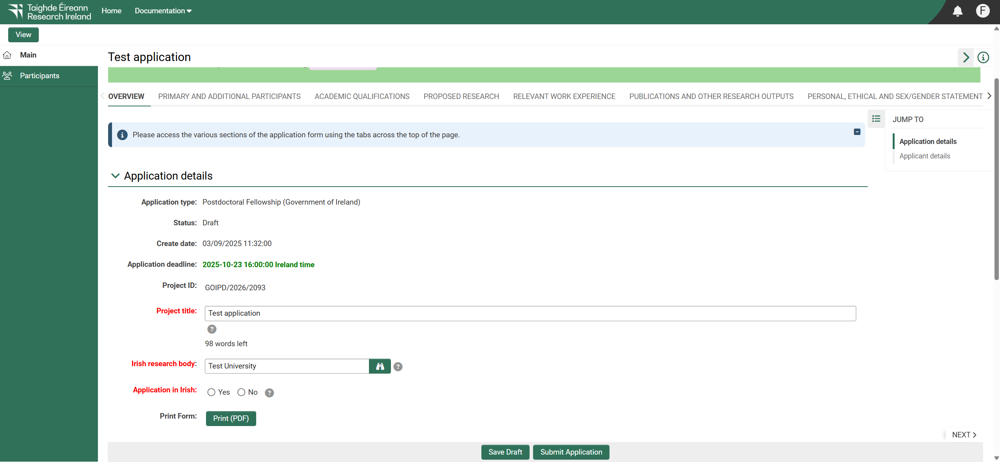 Taighde Éireann
Research Ireland
Home
Documentation
F
View
Main
Participants
Test application
OVERVIEW
PRIMARY AND ADDITIONAL PARTICIPANTS
ACADEMIC QUALIFICATIONS
PROPOSED RESEARCH
RELEVANT WORK EXPERIENCE
PUBLICATIONS AND OTHER RESEARCH OUTPUTS
PERSONAL, ETHICAL AND SEX/GENDER STATEMENT
Please access the various sections of the application form using the tabs across the top of the page.
JUMP TO
Application details
Applicant details
Application details
Application type: Postdoctoral Fellowship (Government of Ireland)
Status: Draft
Create date: 03/09/2025 11:32:00
Application deadline: 2025-10-23 16:00:00 Ireland time
Project ID: GOIPD/2026/2093
Project title: Test application
?
98 words left
Irish research body: Test University ?
Application in Irish: Yes No ?
Print Form: Print (PDF)
NEXT
Save Draft Submit Application